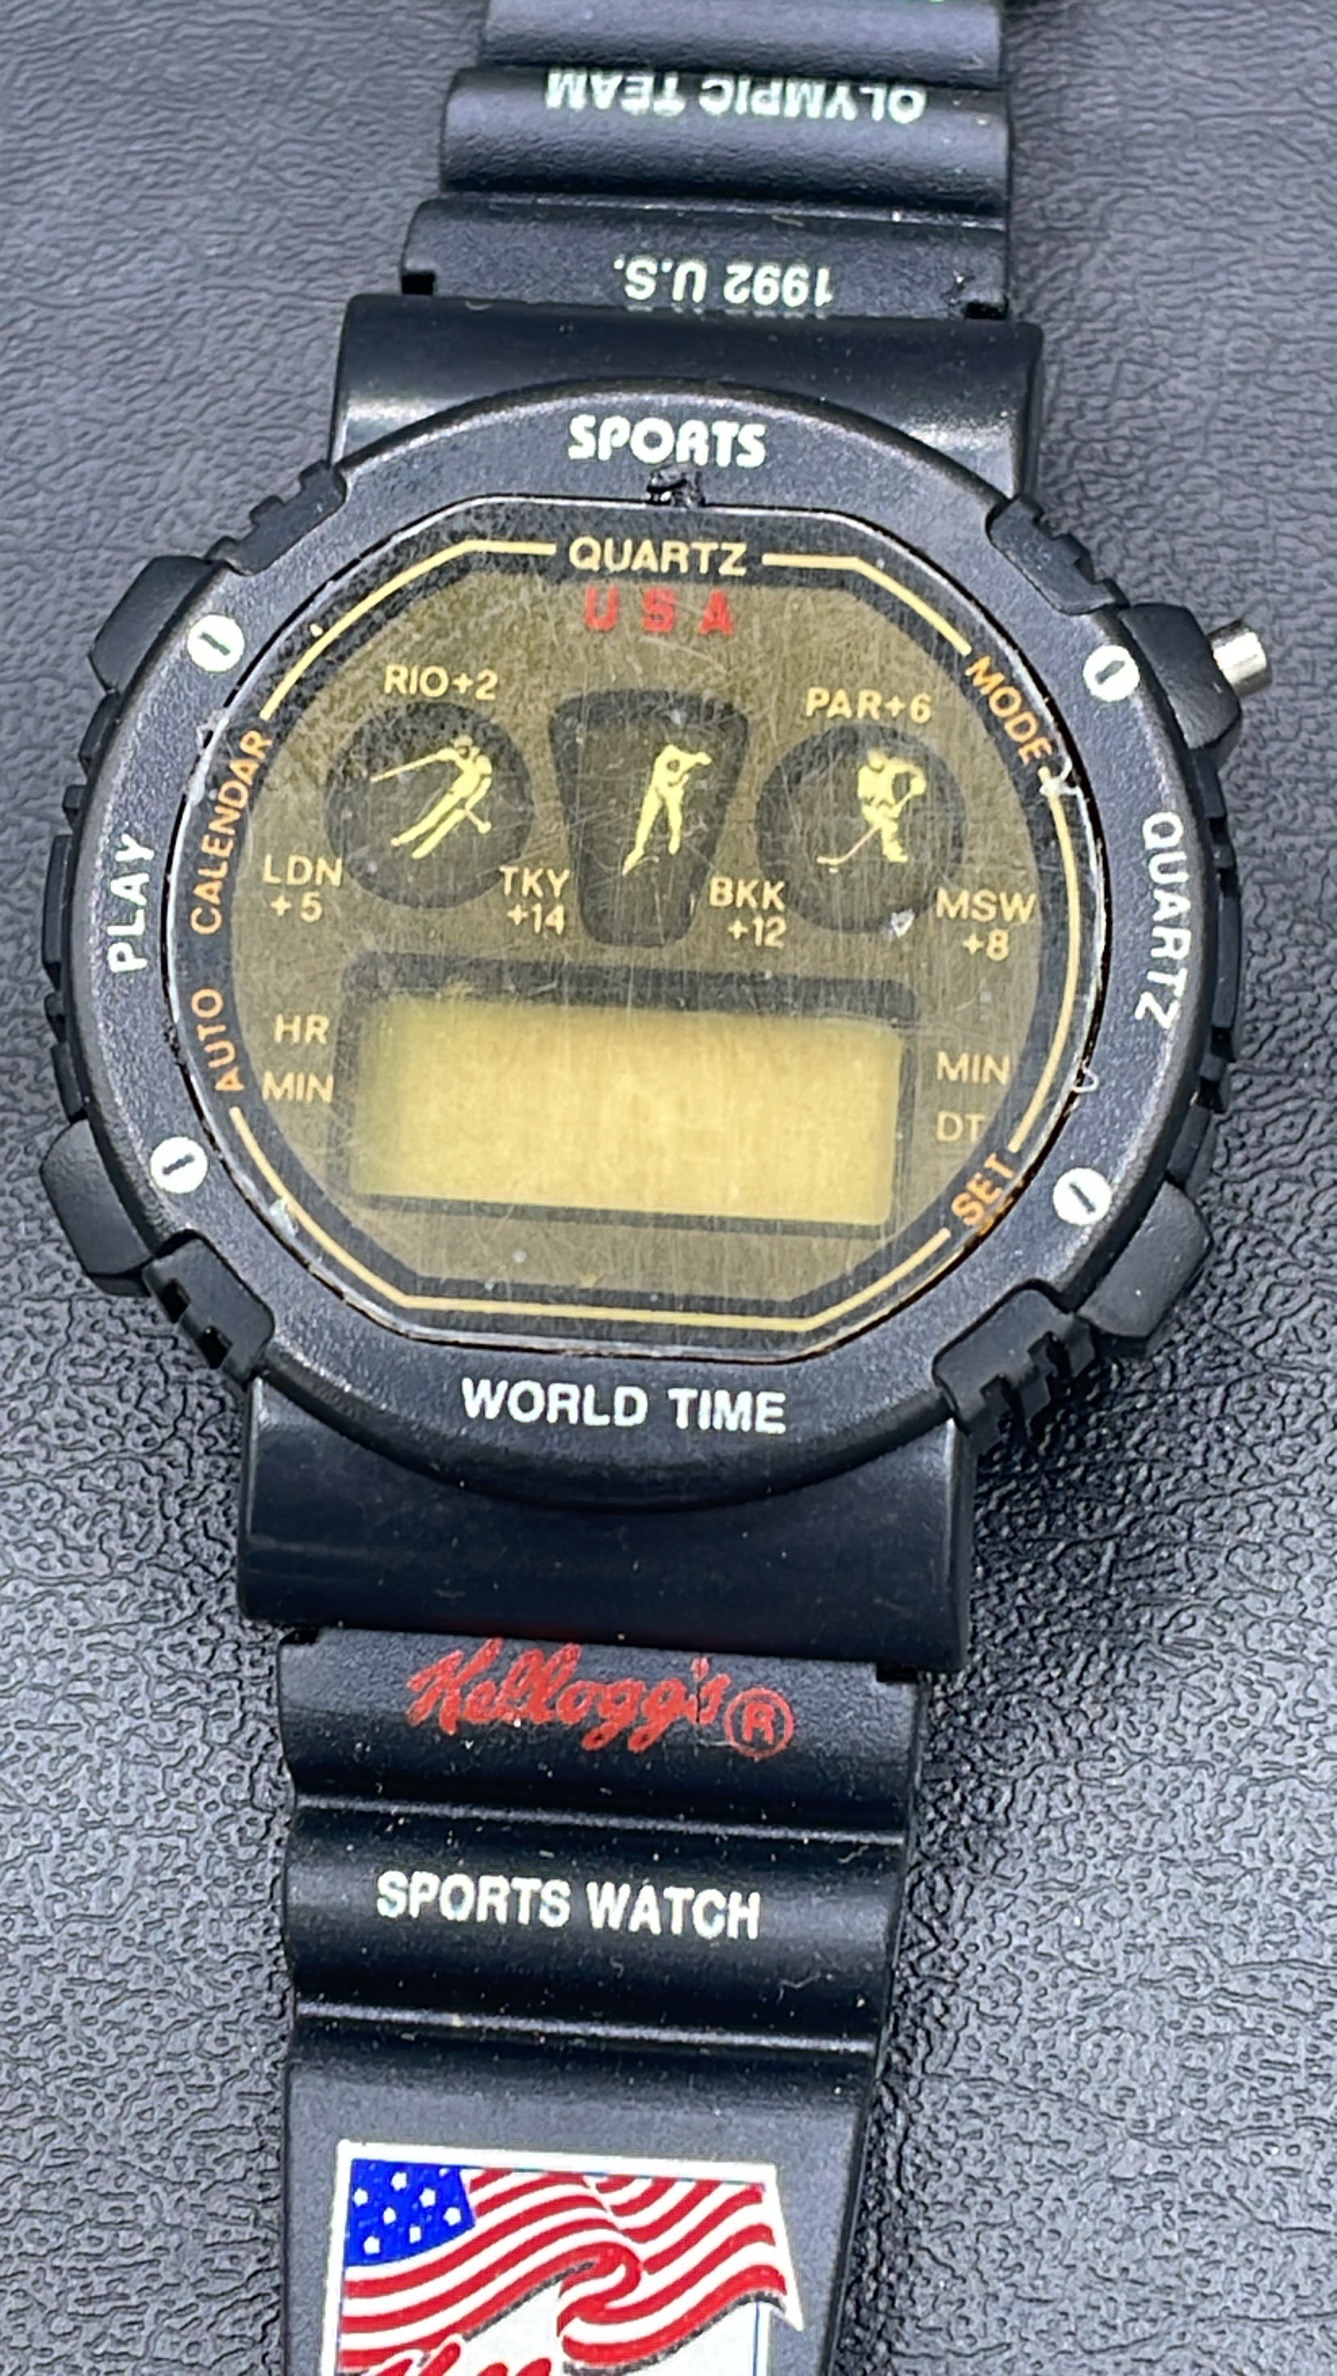 OLYMPIC TEAM
1992 U.S.
SPORTS
QUARTZ
USA
RIO+2
PAR+6
MODE
AUTO CALENDAR
PLAY
QUARTZ
LDN
+5
TKY
+14
BKK
+12
MSW
+8
HR
MIN
MIN
DT
SET
WORLD TIME
Kellogg's®
SPORTS WATCH